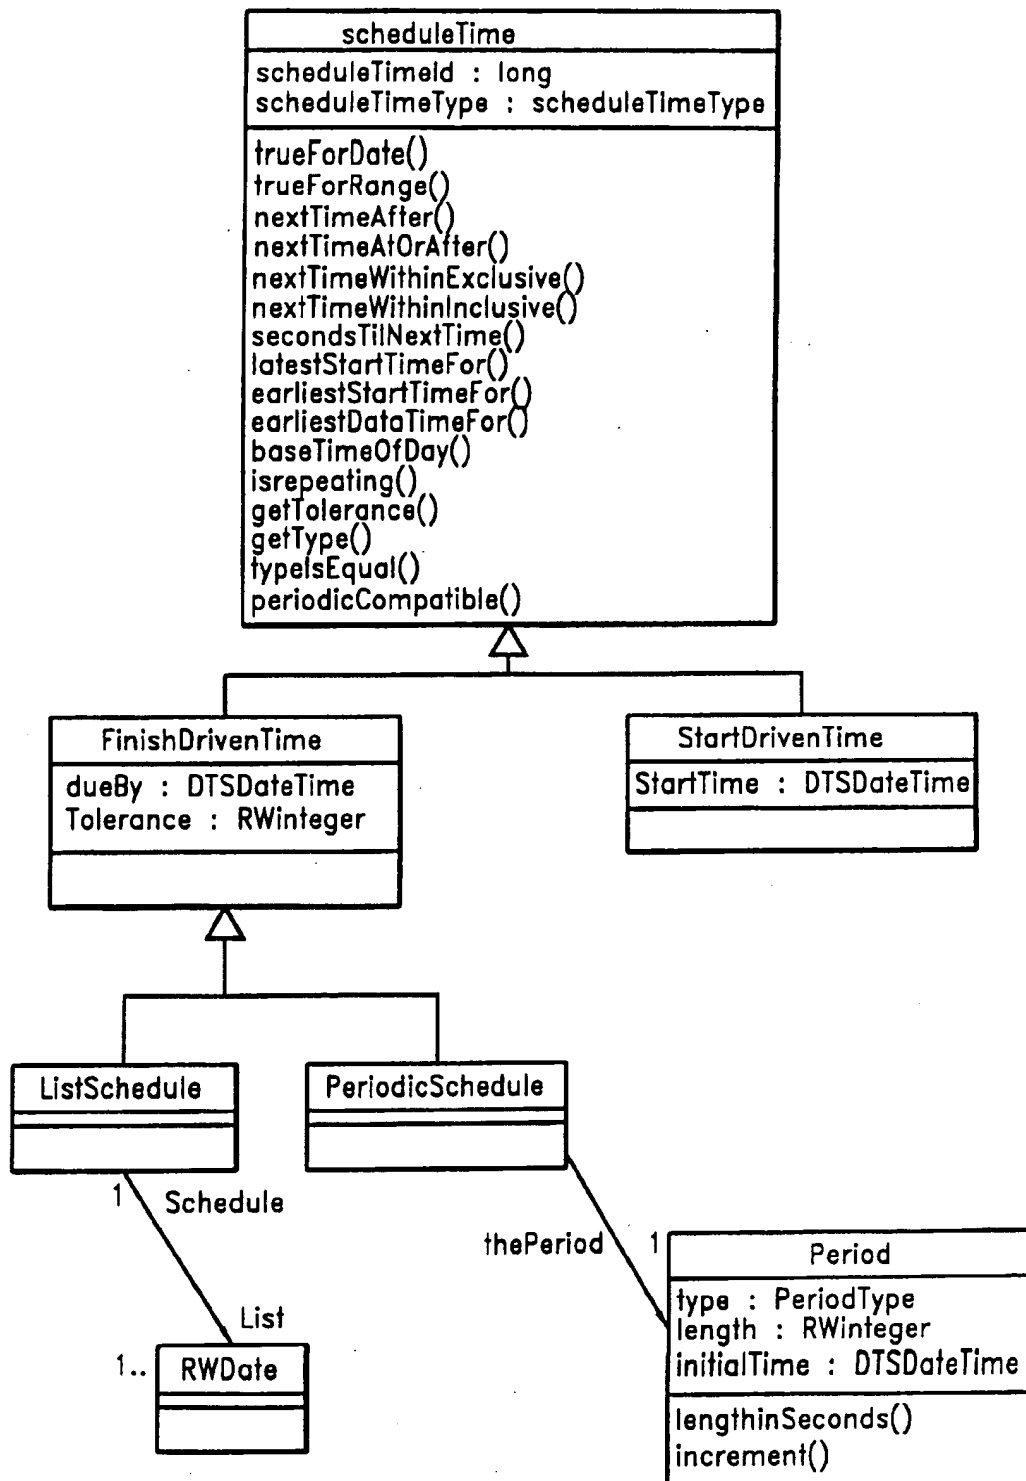 scheduleTime
scheduleTimeId : long
scheduleTimeType : scheduleTimeType
trueForDate()
trueForRange()
nextTimeAfter()
nextTimeAtOrAfter()
nextTimeWithinExclusive()
nextTimeWithinInclusive()
secondsTilNextTime()
latestStartTimeFor()
earliestStartTimeFor()
earliestDataTimeFor()
baseTimeOfDay()
isrepeating()
getTolerance()
getType()
typeIsEqual()
periodicCompatible()
FinishDrivenTime
dueBy : DTSDateTime
Tolerance : RWinteger
StartDrivenTime
StartTime : DTSDateTime
ListSchedule
PeriodicSchedule
1
Schedule
thePeriod
1
List
1..
RWDate
Period
type : PeriodType
length : RWinteger
initialTime : DTSDateTime
lengthinSeconds()
increment()